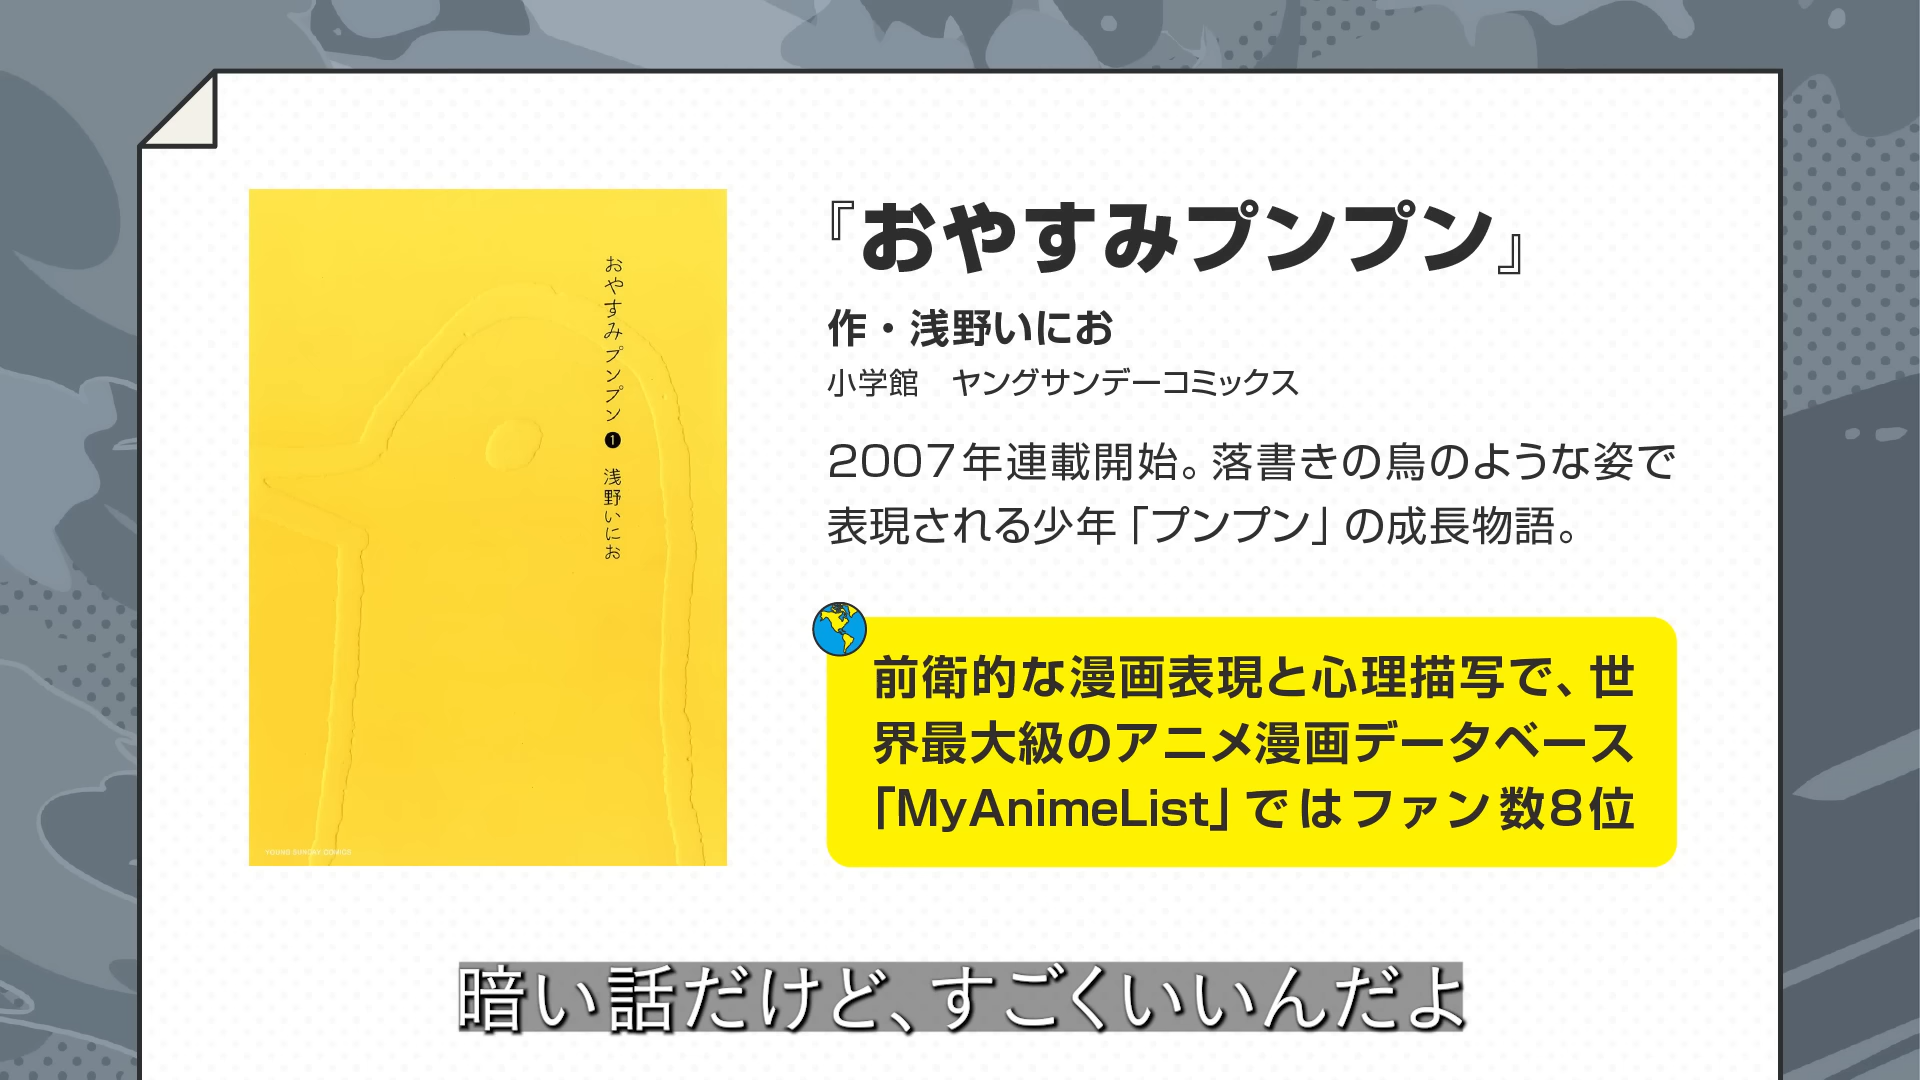 おやすみプンプン❶ 浅野いにお
YOUNG SUNDAY COMICS
『おやすみプンプン』
作・浅野いにお
小学館　ヤングサンデーコミックス
2007年連載開始。落書きの鳥のような姿で
表現される少年「プンプン」の成長物語。
前衛的な漫画表現と心理描写で、世
界最大級のアニメ漫画データベース
「MyAnimeList」ではファン数8位
暗い話だけど、すごくいいんだよ